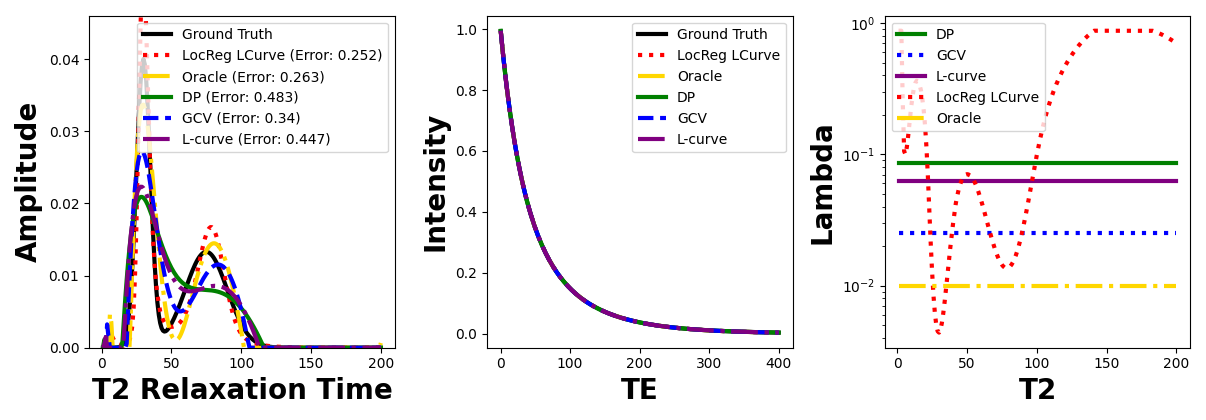 Amplitude
0.04
0.03
0.02
0.01
0.00
Ground Truth
LocReg LCurve (Error: 0.252)
Oracle (Error: 0.263)
DP (Error: 0.483)
GCV (Error: 0.34)
L-curve (Error: 0.447)
0 50 100 150 200
T2 Relaxation Time
Intensity
1.0
0.8
0.6
0.4
0.2
0.0
Ground Truth
LocReg LCurve
Oracle
DP
GCV
L-curve
0 100 200 300 400
TE
Lambda
10⁰
10⁻¹
10⁻²
DP
GCV
L-curve
LocReg LCurve
Oracle
0 50 100 150 200
T2